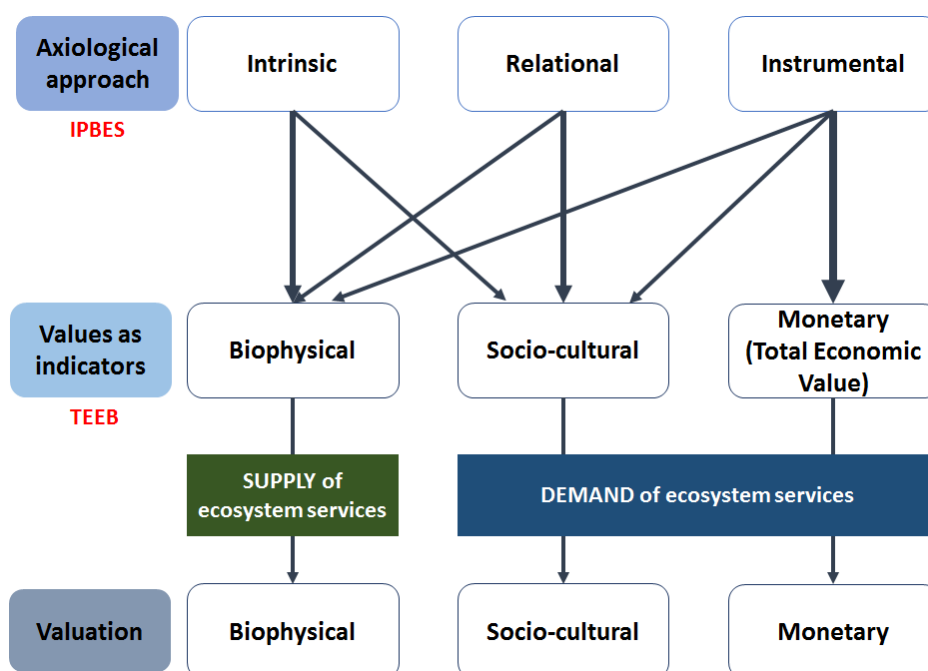 Axiological
approach
Intrinsic
Relational
Instrumental
IPBES
Values as
indicators
Biophysical
Socio-cultural
Monetary
(Total Economic
Value)
TEEB
SUPPLY of
ecosystem services
DEMAND of ecosystem services
Valuation
Biophysical
Socio-cultural
Monetary